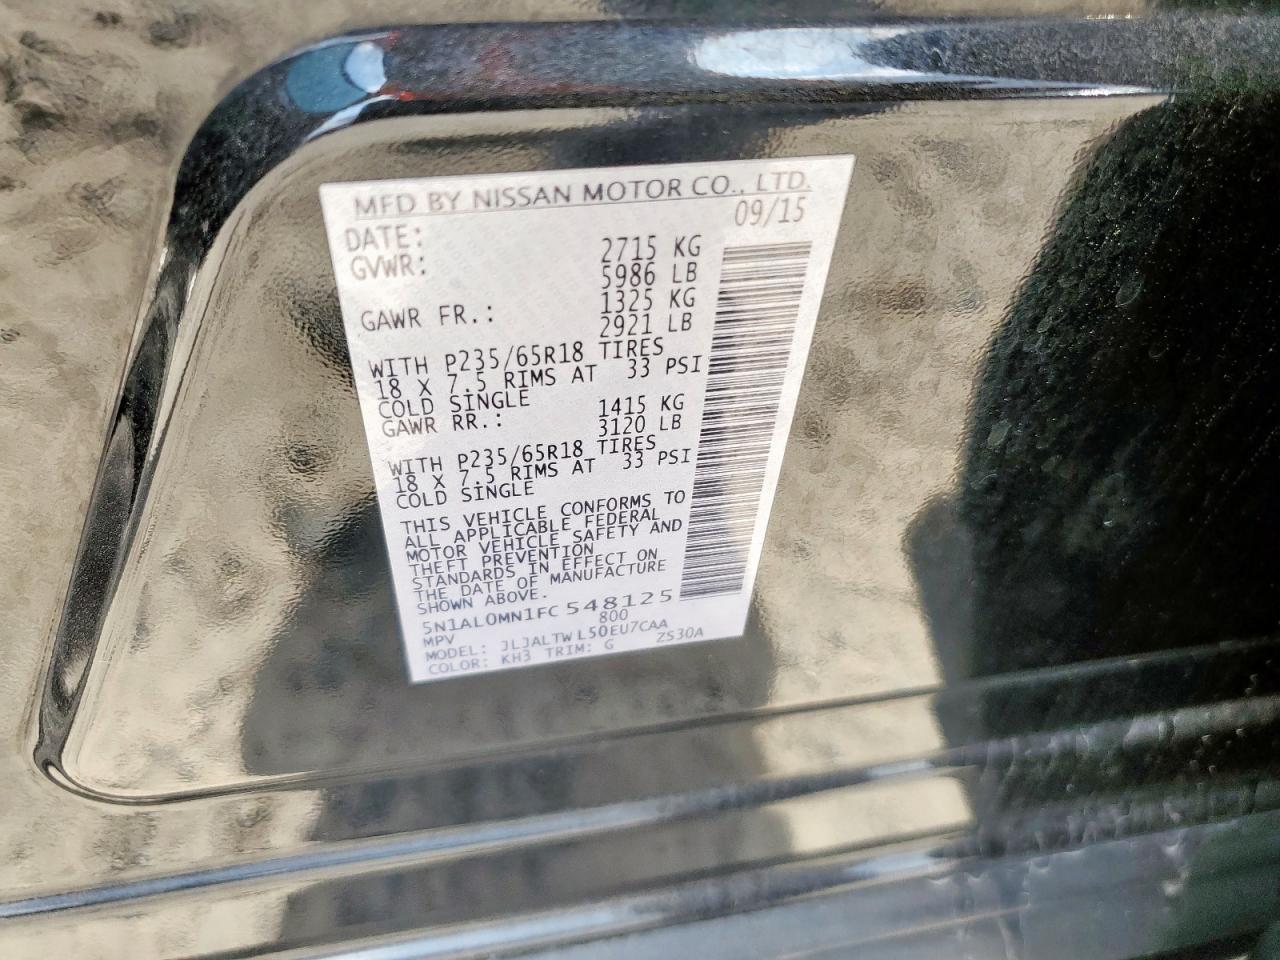 MFD BY NISSAN MOTOR CO., LTD.
DATE: 09/15
GVWR: 2715 KG
5986 LB
GAWR FR.: 1325 KG
2921 LB
WITH P235/65R18 TIRES
18 X 7.5 RIMS AT 33 PSI
COLD SINGLE
GAWR RR.: 1415 KG
3120 LB
WITH P235/65R18 TIRES
18 X 7.5 RIMS AT 33 PSI
COLD SINGLE
THIS VEHICLE CONFORMS TO
ALL APPLICABLE FEDERAL
MOTOR VEHICLE SAFETY AND
THEFT PREVENTION
STANDARDS IN EFFECT ON
THE DATE OF MANUFACTURE
SHOWN ABOVE.
5N1AL0MN1FC548125
MPV 800
MODEL: JLJALTWL50EU7CAA
COLOR: KH3 TRIM: G ZS30A